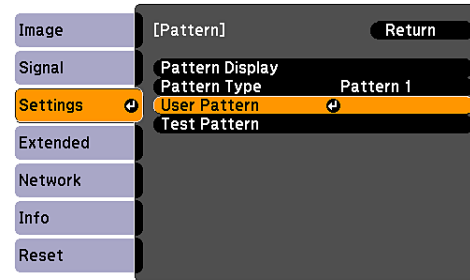 Image
Signal
Settings
Extended
Network
Info
Reset
[Pattern]
Return
Pattern Display
Pattern Type Pattern 1
User Pattern
Test Pattern